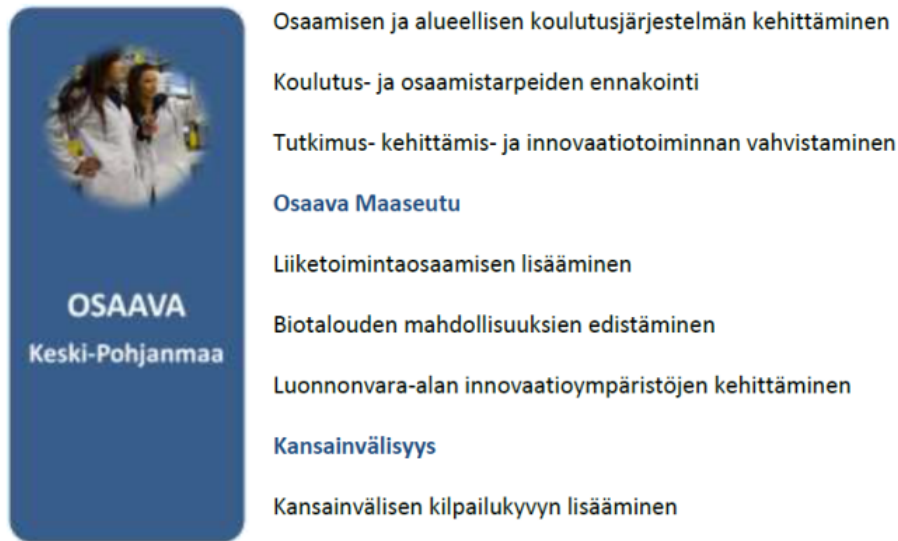 OSAAVA
Keski-Pohjanmaa
Osaamisen ja alueellisen koulutusjärjestelmän kehittäminen
Koulutus- ja osaamistarpeiden ennakointi
Tutkimus- kehittämis- ja innovaatiotoiminnan vahvistaminen
Osaava Maaseutu
Liiketoimintaosaamisen lisääminen
Biotalouden mahdollisuuksien edistäminen
Luonnonvara-alan innovaatioympäristöjen kehittäminen
Kansainvälisyys
Kansainvälisen kilpailukyvyn lisääminen